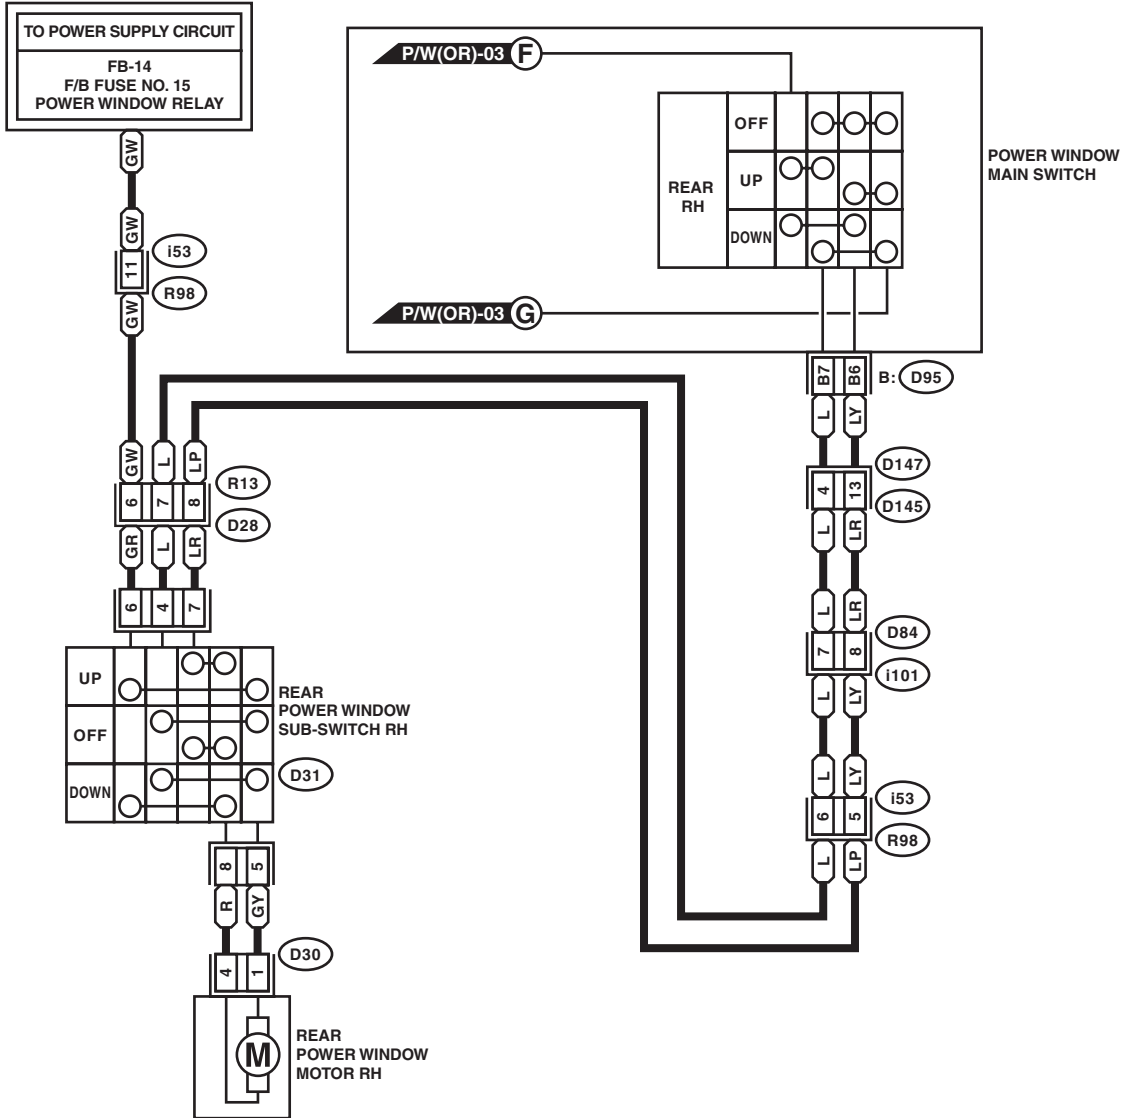 TO POWER SUPPLY CIRCUIT
FB-14
F/B FUSE NO. 15
POWER WINDOW RELAY
GW
GW
11
i53
R98
GW
P/W(OR)-03 F
REAR
RH
OFF
UP
DOWN
POWER WINDOW
MAIN SWITCH
P/W(OR)-03 G
B7 B6
B: D95
L LY
4 13
D147
D145
L LR
L LR
7 8
D84
i101
L LY
L LY
6 5
i53
R98
L LP
GW L LP
6 7 8
R13
D28
GR L LR
6 4 7
UP
OFF
DOWN
REAR
POWER WINDOW
SUB-SWITCH RH
D31
8 5
R GY
4 1
D30
M
REAR
POWER WINDOW
MOTOR RH